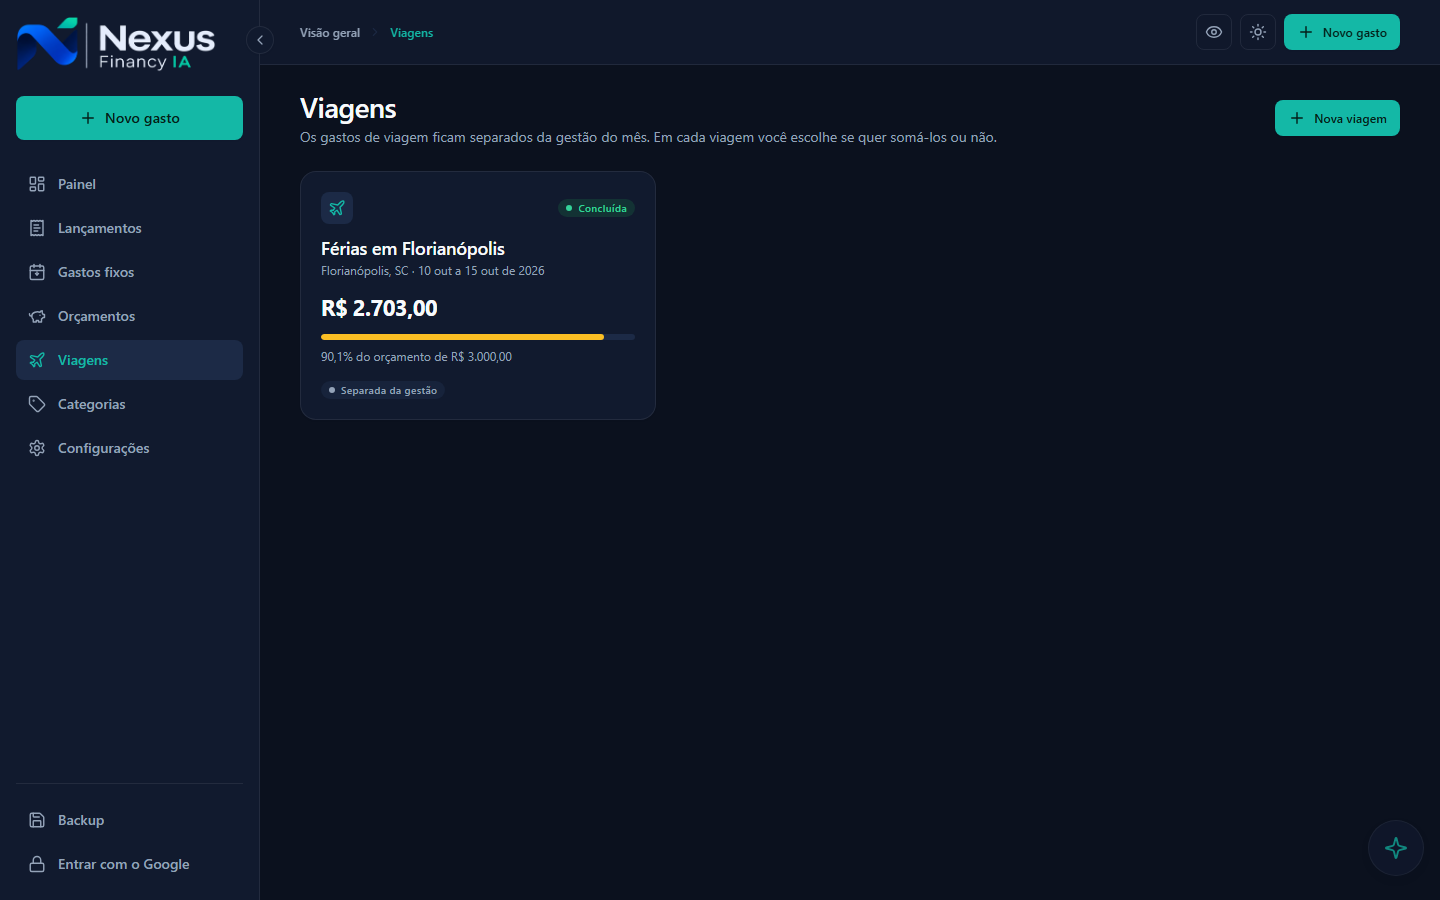 Nexus
Financy IA
Novo gasto
Painel
Lançamentos
Gastos fixos
Orçamentos
Viagens
Categorias
Configurações
Backup
Entrar com o Google
Visão geral
Viagens
Novo gasto
Viagens
Os gastos de viagem ficam separados da gestão do mês. Em cada viagem você escolhe se quer somá-los ou não.
Nova viagem
Concluída
Férias em Florianópolis
Florianópolis, SC · 10 out a 15 out de 2026
R$ 2.703,00
90,1% do orçamento de R$ 3.000,00
Separada da gestão